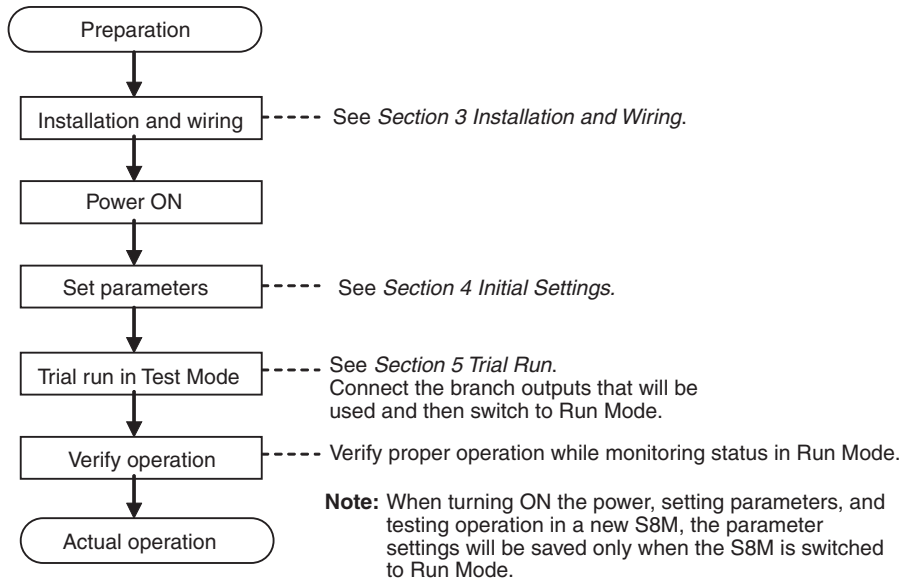 Preparation
Installation and wiring
See Section 3 Installation and Wiring.
Power ON
Set parameters
See Section 4 Initial Settings.
Trial run in Test Mode
See Section 5 Trial Run.
Connect the branch outputs that will be
used and then switch to Run Mode.
Verify operation
Verify proper operation while monitoring status in Run Mode.
Actual operation
Note: When turning ON the power, setting parameters, and
testing operation in a new S8M, the parameter
settings will be saved only when the S8M is switched
to Run Mode.